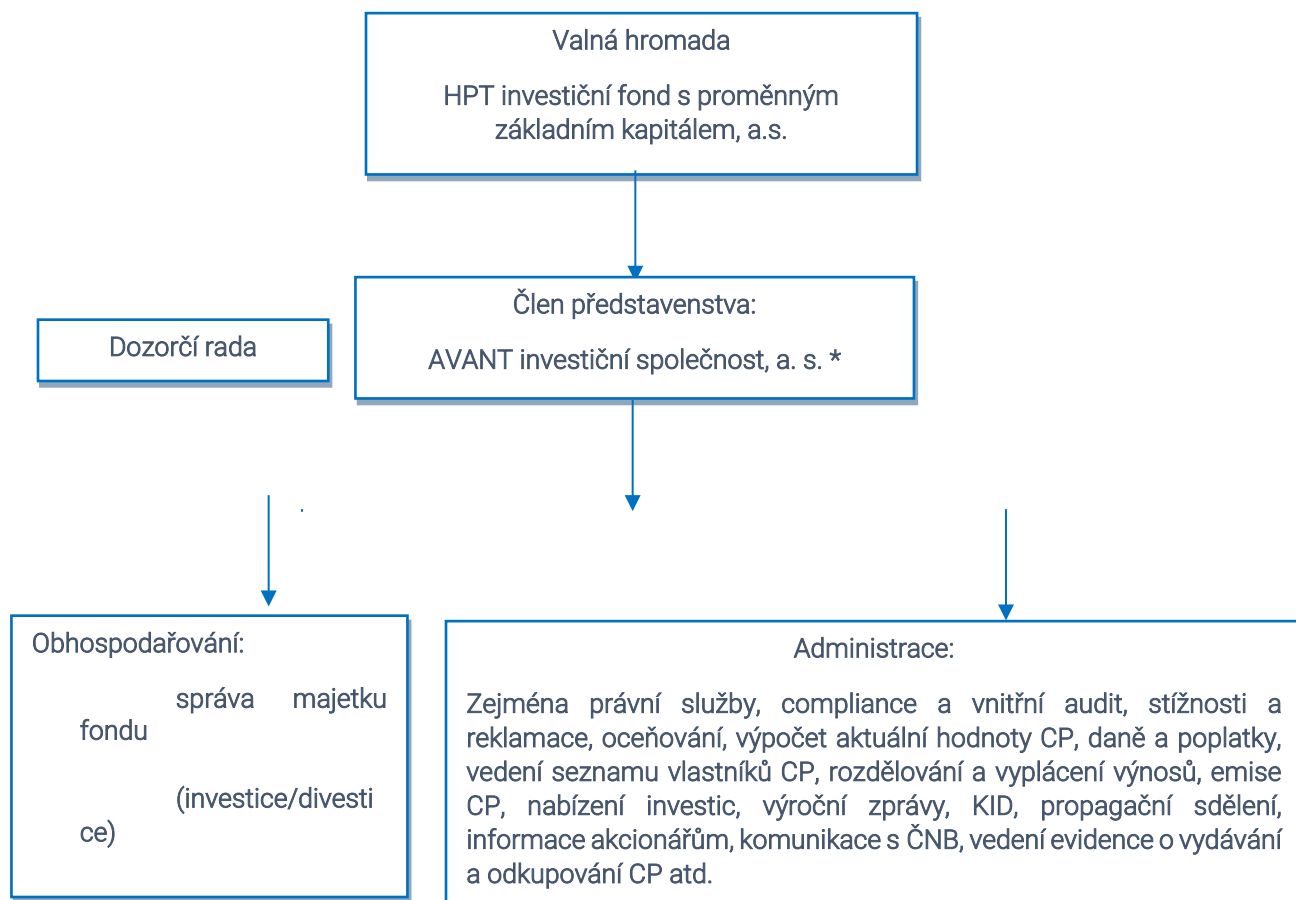 Valná hromada
HPT investiční fond s proměnným
základním kapitálem, a.s.
Člen představenstva:
AVANT investiční společnost, a. s. *
Dozorčí rada
Obhospodařování:
správa majetku
fondu
(investice/divesti
ce)
Administrace:
Zejména právní služby, compliance a vnitřní audit, stížnosti a
reklamace, oceňování, výpočet aktuální hodnoty CP, daně a poplatky,
vedení seznamu vlastníků CP, rozdělování a vyplácení výnosů, emise
CP, nabízení investic, výroční zprávy, KID, propagační sdělení,
informace akcionářům, komunikace s ČNB, vedení evidence o vydávání
a odkupování CP atd.